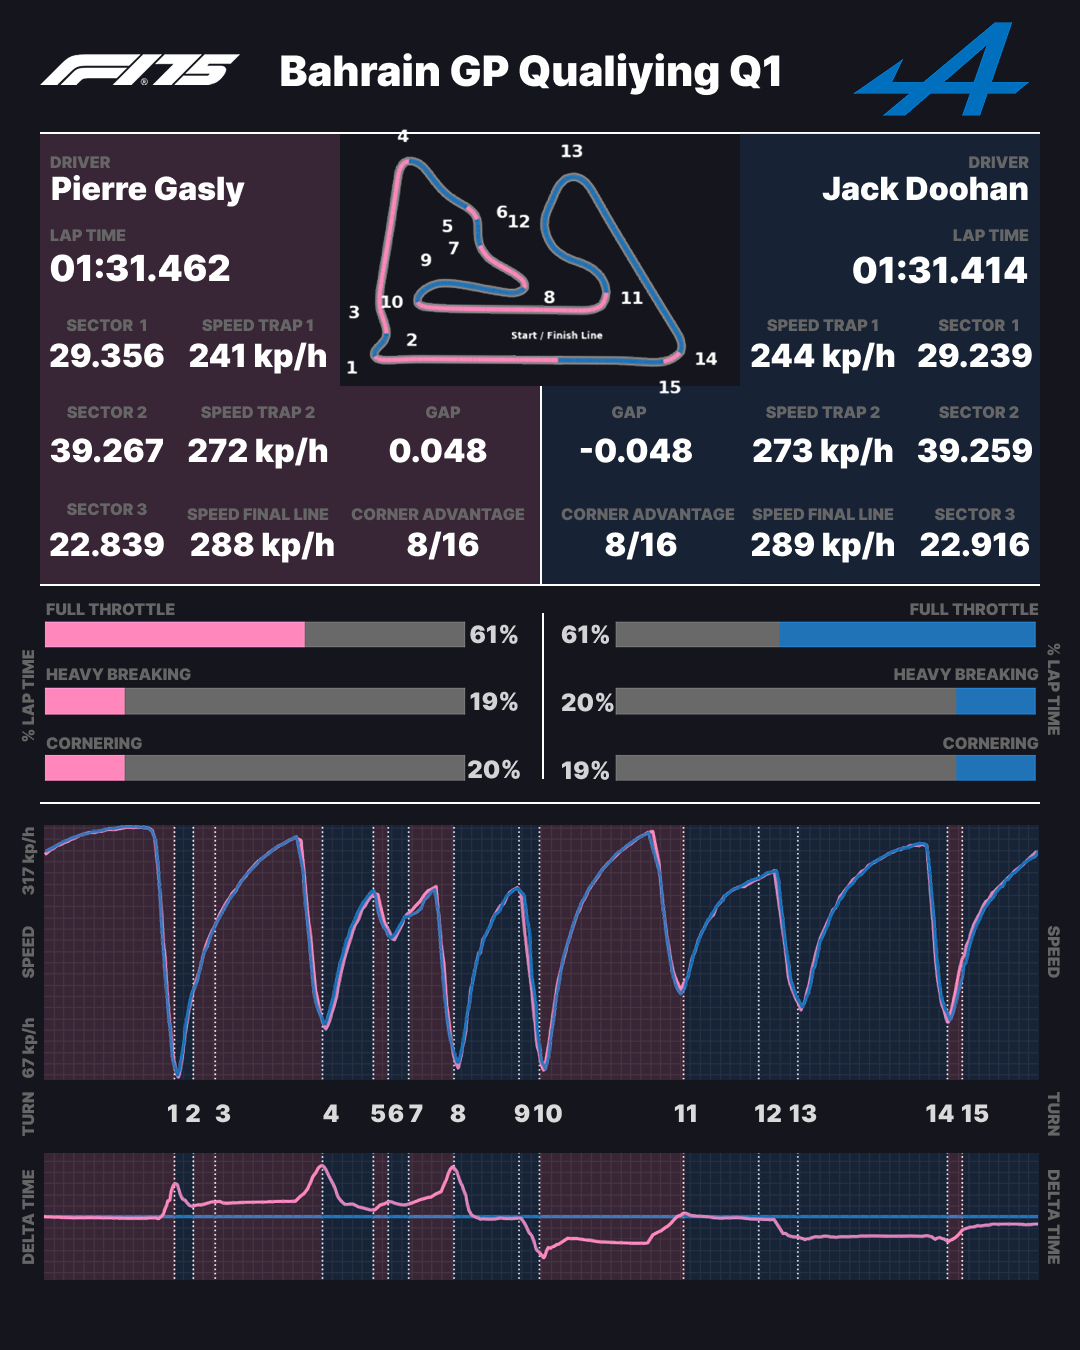 F1.75
Bahrain GP Qualiying Q1
DRIVER
Pierre Gasly
LAP TIME
01:31.462
SECTOR 1
29.356
SPEED TRAP 1
241 kp/h
SECTOR 2
39.267
SPEED TRAP 2
272 kp/h
GAP
0.048
SECTOR 3
22.839
SPEED FINAL LINE
288 kp/h
CORNER ADVANTAGE
8/16
4
13
5
6
12
7
9
10
8
11
3
2
1
14
15
Start / Finish Line
DRIVER
Jack Doohan
LAP TIME
01:31.414
SPEED TRAP 1
244 kp/h
SECTOR 1
29.239
GAP
-0.048
SPEED TRAP 2
273 kp/h
SECTOR 2
39.259
CORNER ADVANTAGE
8/16
SPEED FINAL LINE
289 kp/h
SECTOR 3
22.916
% LAP TIME
FULL THROTTLE
61%
HEAVY BREAKING
19%
CORNERING
20%
FULL THROTTLE
61%
HEAVY BREAKING
20%
CORNERING
19%
% LAP TIME
317 kp/h
SPEED
67 kp/h
SPEED
TURN
1 2 3 4 5 6 7 8 9 10 11 12 13 14 15
TURN
DELTA TIME
DELTA TIME